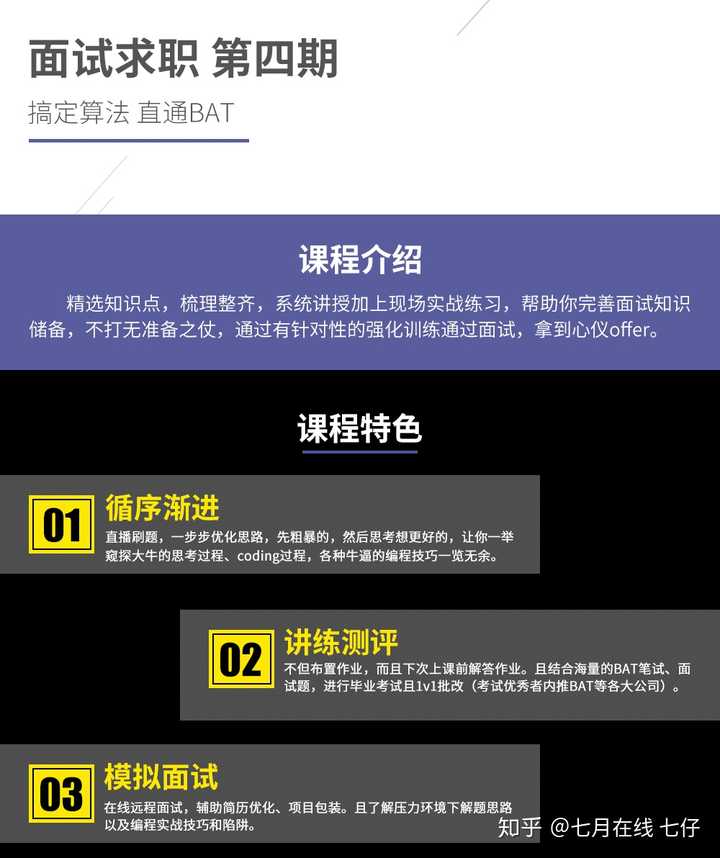 面试求职 第四期
搞定算法 直通BAT
课程介绍
精选知识点，梳理整齐，系统讲授加上现场实战练习，帮助你完善面试知识
储备，不打无准备之仗，通过有针对性的强化训练通过面试，拿到心仪offer。
课程特色
01
循序渐进
直播刷题，一步步优化思路，先粗暴的，然后思考想更好的，让你一举
窥探大牛的思考过程、coding过程，各种牛逼的编程技巧一览无余。
02
讲练测评
不但布置作业，而且下次上课前解答作业。且结合海量的BAT笔试、面
试题，进行毕业考试且1v1批改（考试优秀者内推BAT等各大公司）。
03
模拟面试
在线远程面试，辅助简历优化、项目包装。且了解压力环境下解题思路
以及编程实战技巧和陷阱。
知乎 @七月在线 七仔